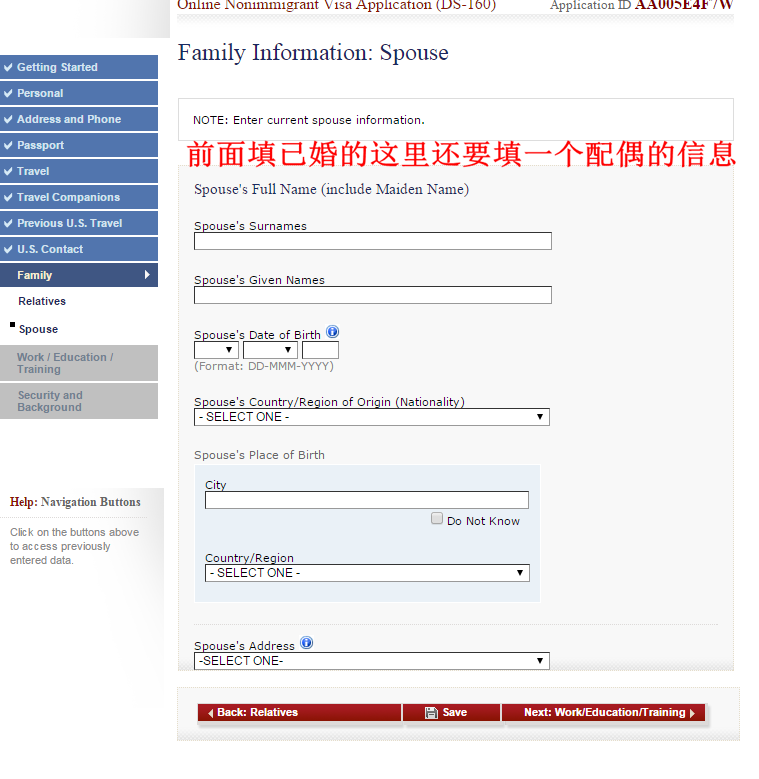 Online Nonimmigrant Visa Application (DS-160)
Application ID AA005E4F7W
Family Information: Spouse
Getting Started
Personal
Address and Phone
Passport
Travel
Travel Companions
Previous U.S. Travel
U.S. Contact
Family
Relatives
Spouse
Work / Education /
Training
Security and
Background
Help: Navigation Buttons
Click on the buttons above
to access previously
entered data.
NOTE: Enter current spouse information.
前面填已婚的这里还要填一个配偶的信息
Spouse's Full Name (include Maiden Name)
Spouse's Surnames
Spouse's Given Names
Spouse's Date of Birth
(Format: DD-MMM-YYYY)
Spouse's Country/Region of Origin (Nationality)
- SELECT ONE -
Spouse's Place of Birth
City
Do Not Know
Country/Region
- SELECT ONE -
Spouse's Address
-SELECT ONE-
Back: Relatives
Save
Next: Work/Education/Training